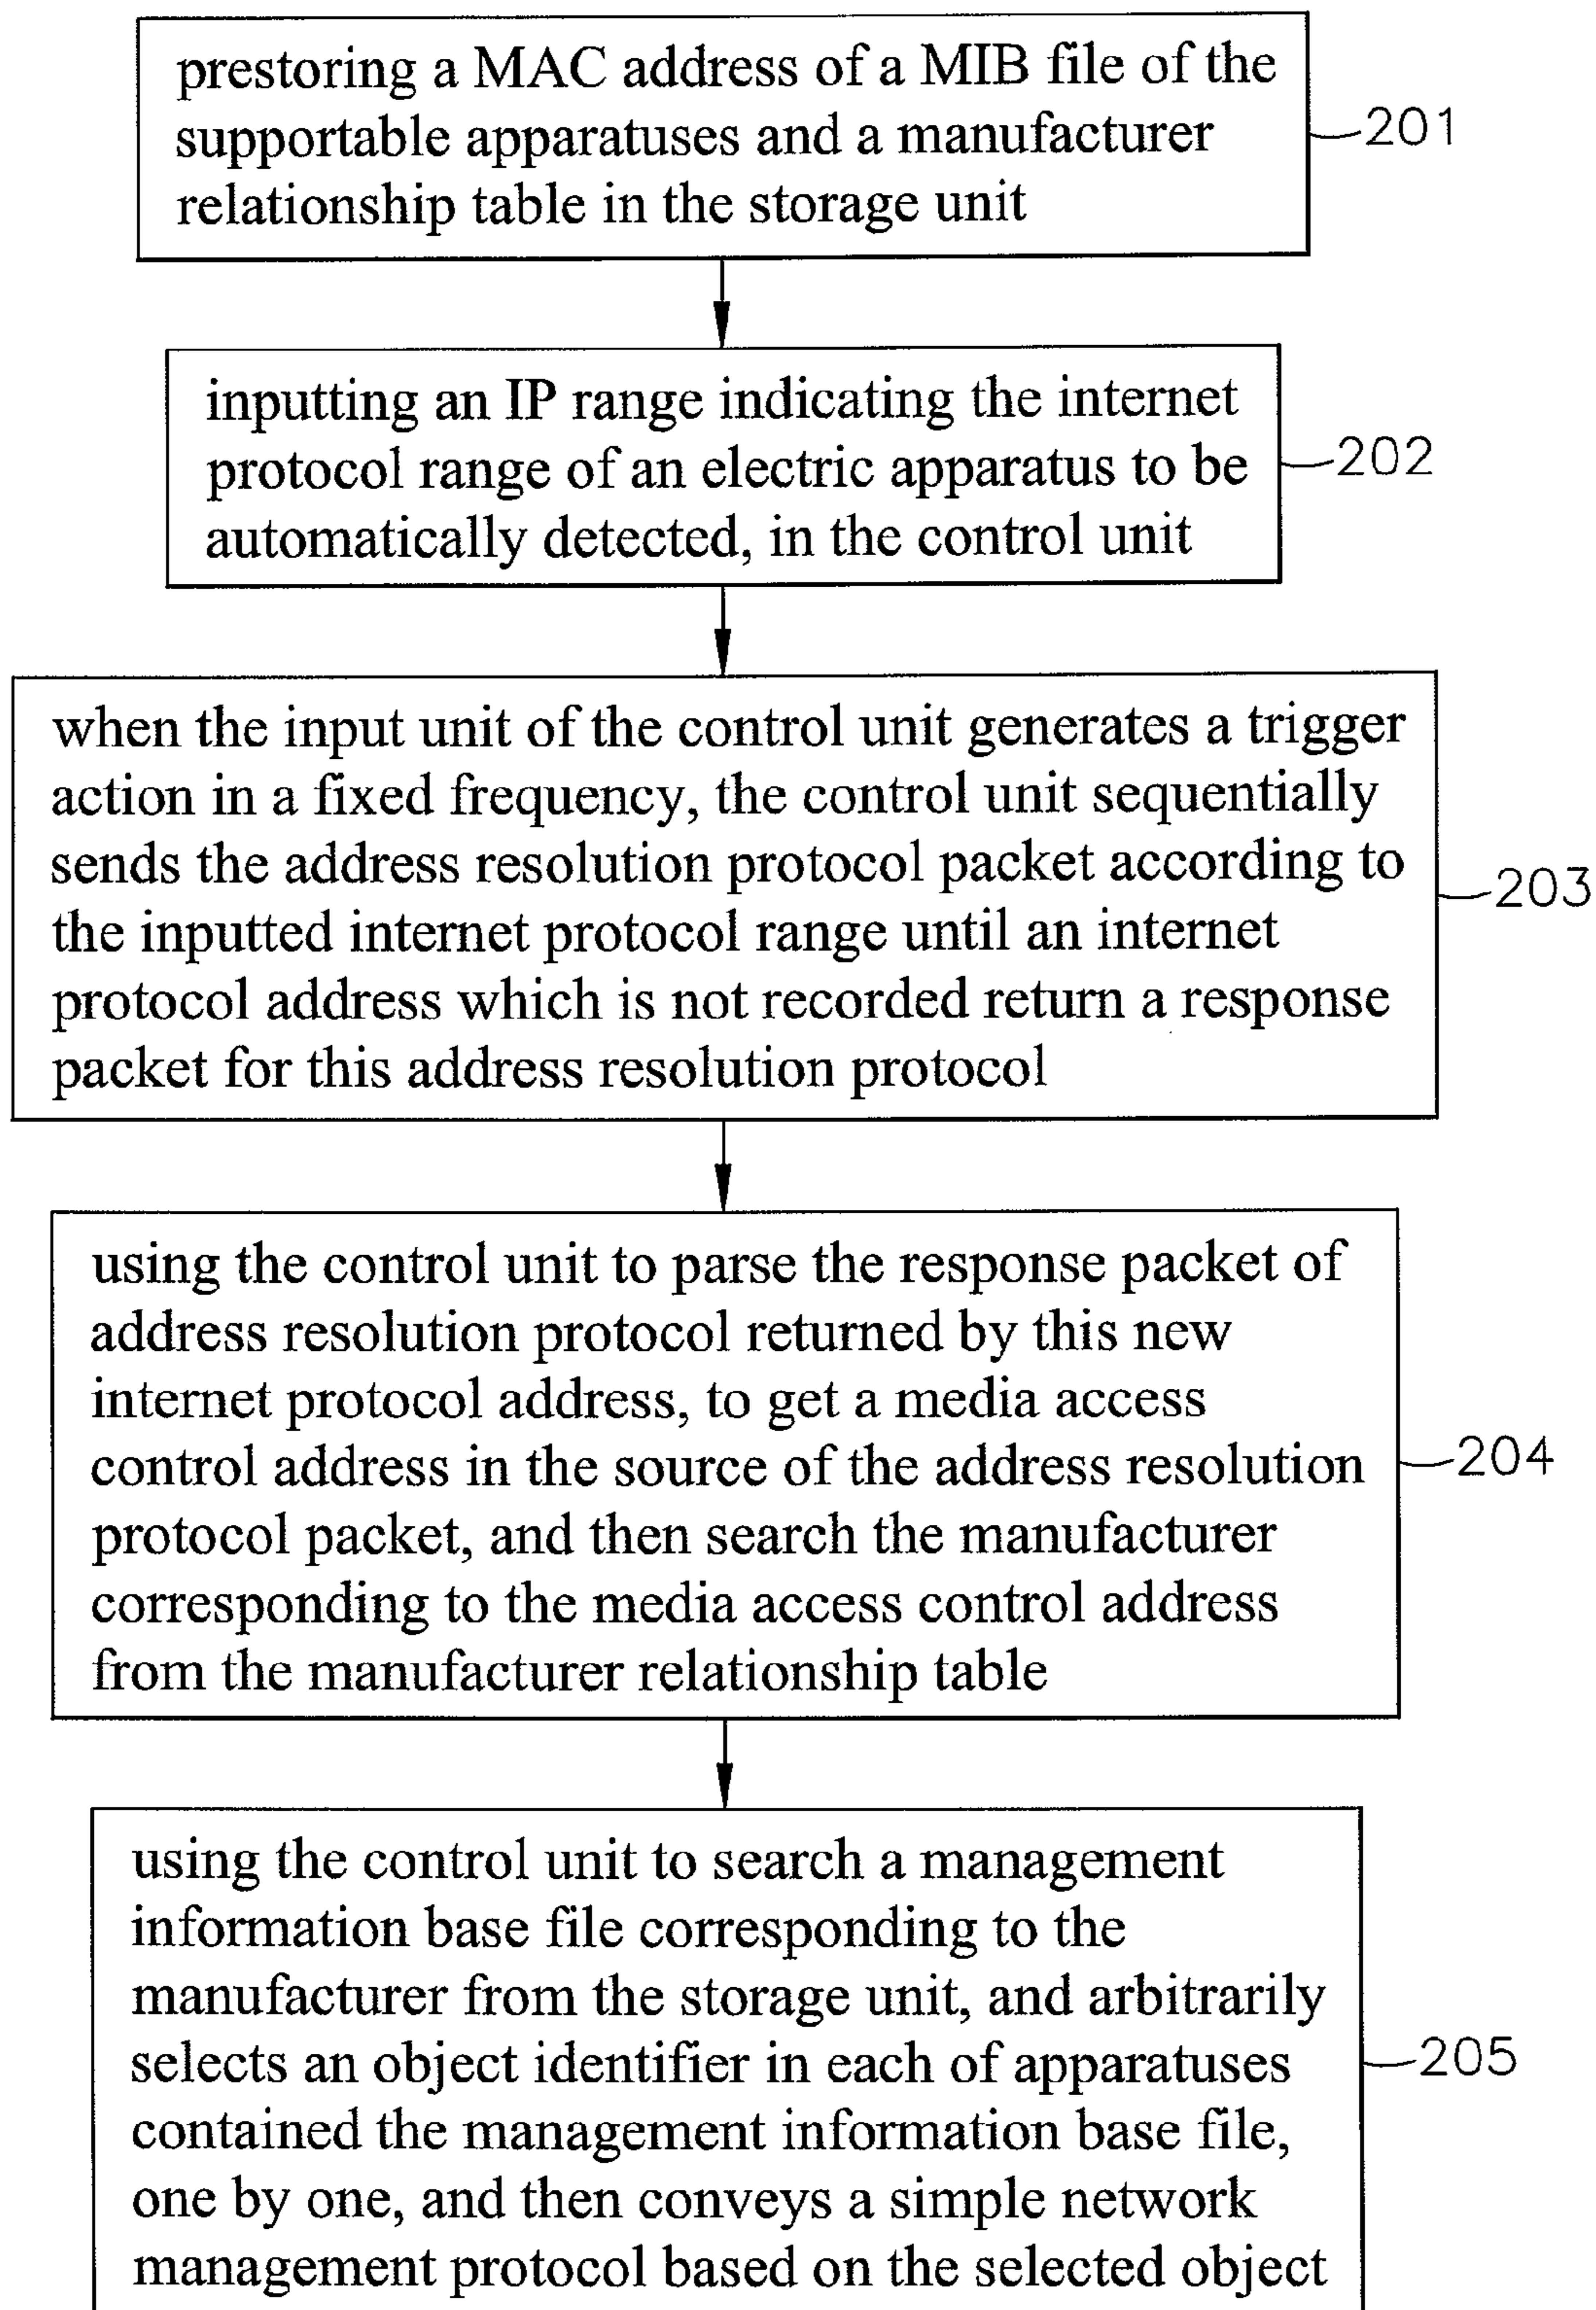 prestoring a MAC address of a MIB file of the
supportable apparatuses and a manufacturer
relationship table in the storage unit
201
inputting an IP range indicating the internet
protocol range of an electric apparatus to be
automatically detected, in the control unit
202
when the input unit of the control unit generates a trigger
action in a fixed frequency, the control unit sequentially
sends the address resolution protocol packet according to
the inputted internet protocol range until an internet
protocol address which is not recorded return a response
packet for this address resolution protocol
203
using the control unit to parse the response packet of
address resolution protocol returned by this new
internet protocol address, to get a media access
control address in the source of the address resolution
protocol packet, and then search the manufacturer
corresponding to the media access control address
from the manufacturer relationship table
204
using the control unit to search a management
information base file corresponding to the
manufacturer from the storage unit, and arbitrarily
selects an object identifier in each of apparatuses
contained the management information base file,
one by one, and then conveys a simple network
management protocol based on the selected object
205